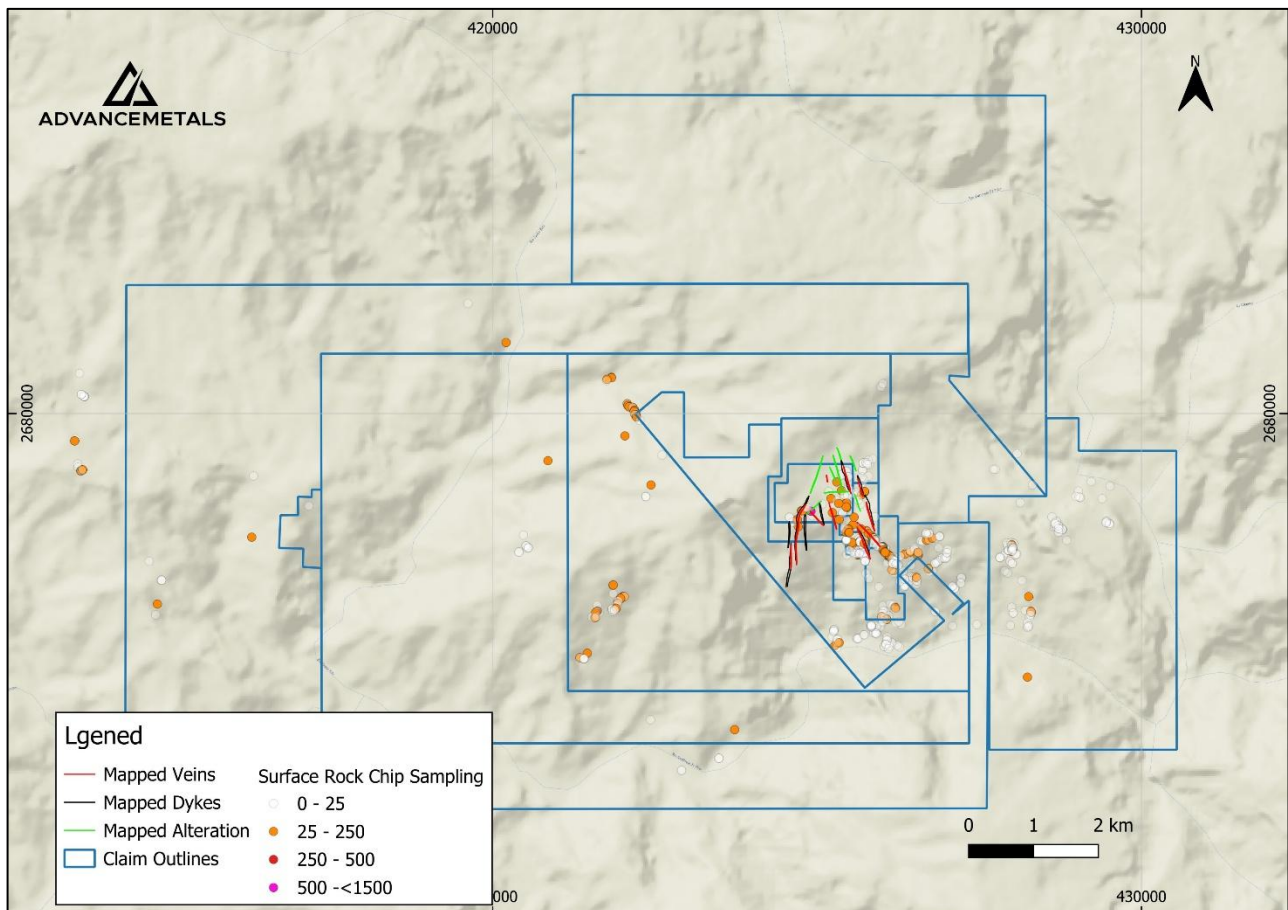 420000
430000
N
ADVANCEMETALS
2680000
2680000
Lgened
Mapped Veins
Mapped Dykes
Mapped Alteration
Claim Outlines
Surface Rock Chip Sampling
0 - 25
25 - 250
250 - 500
500 -<1500
0 1 2 km
430000